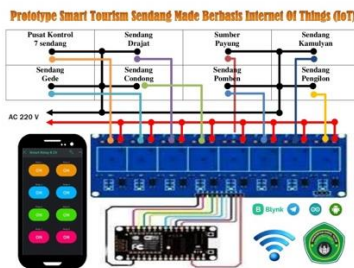 Prototype Smart Tourism Sendang Made Berbasis Internet Of Things (IoT)
Pusat Kontrol
7 sendang
Sendang
Drajat
Sumber
Payung
Sendang
Kamulyan
Sendang
Gede
Sendang
Condong
Sendang
Pomben
Sendang
Pengilon
AC 220 V
Blynk